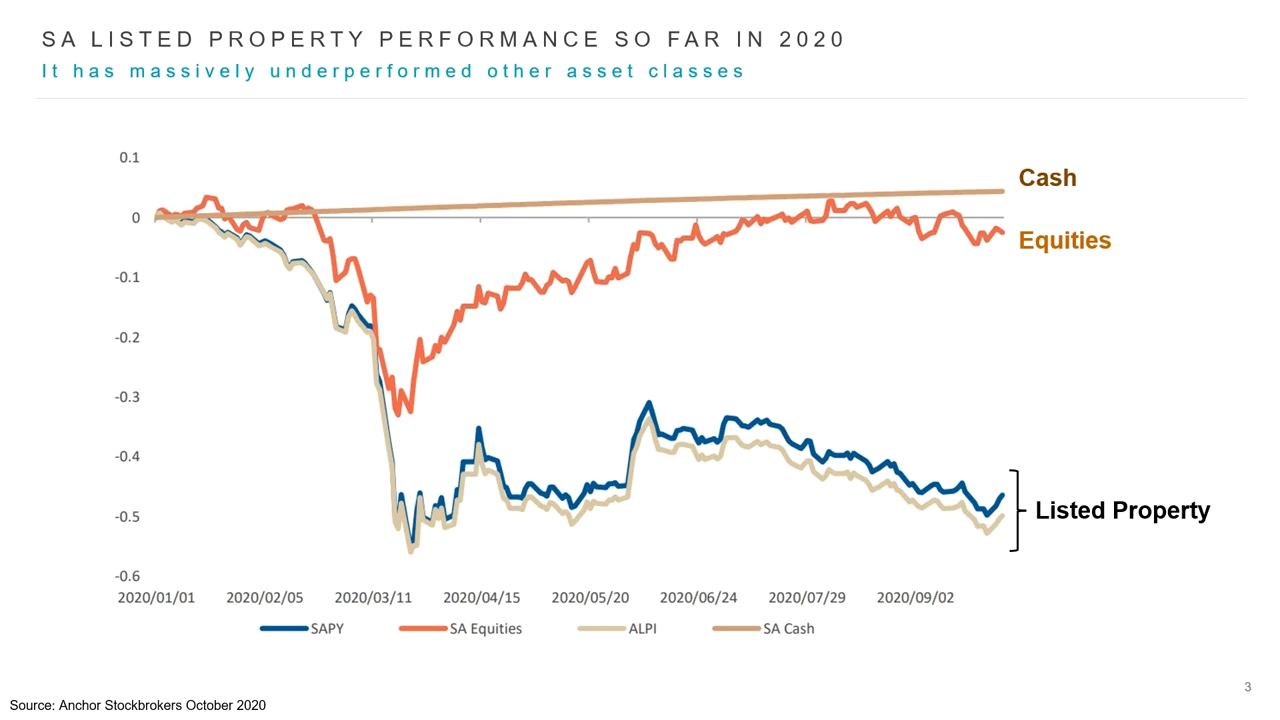 SA LISTED PROPERTY PERFORMANCE SO FAR IN 2020
It has massively underperformed other asset classes
0.1
0
-0.1
-0.2
-0.3
-0.4
-0.5
-0.6
Cash
Equities
Listed Property
2020/01/01 2020/02/05 2020/03/11 2020/04/15 2020/05/20 2020/06/24 2020/07/29 2020/09/02
SAPY SA Equities ALPI SA Cash
3
Source: Anchor Stockbrokers October 2020